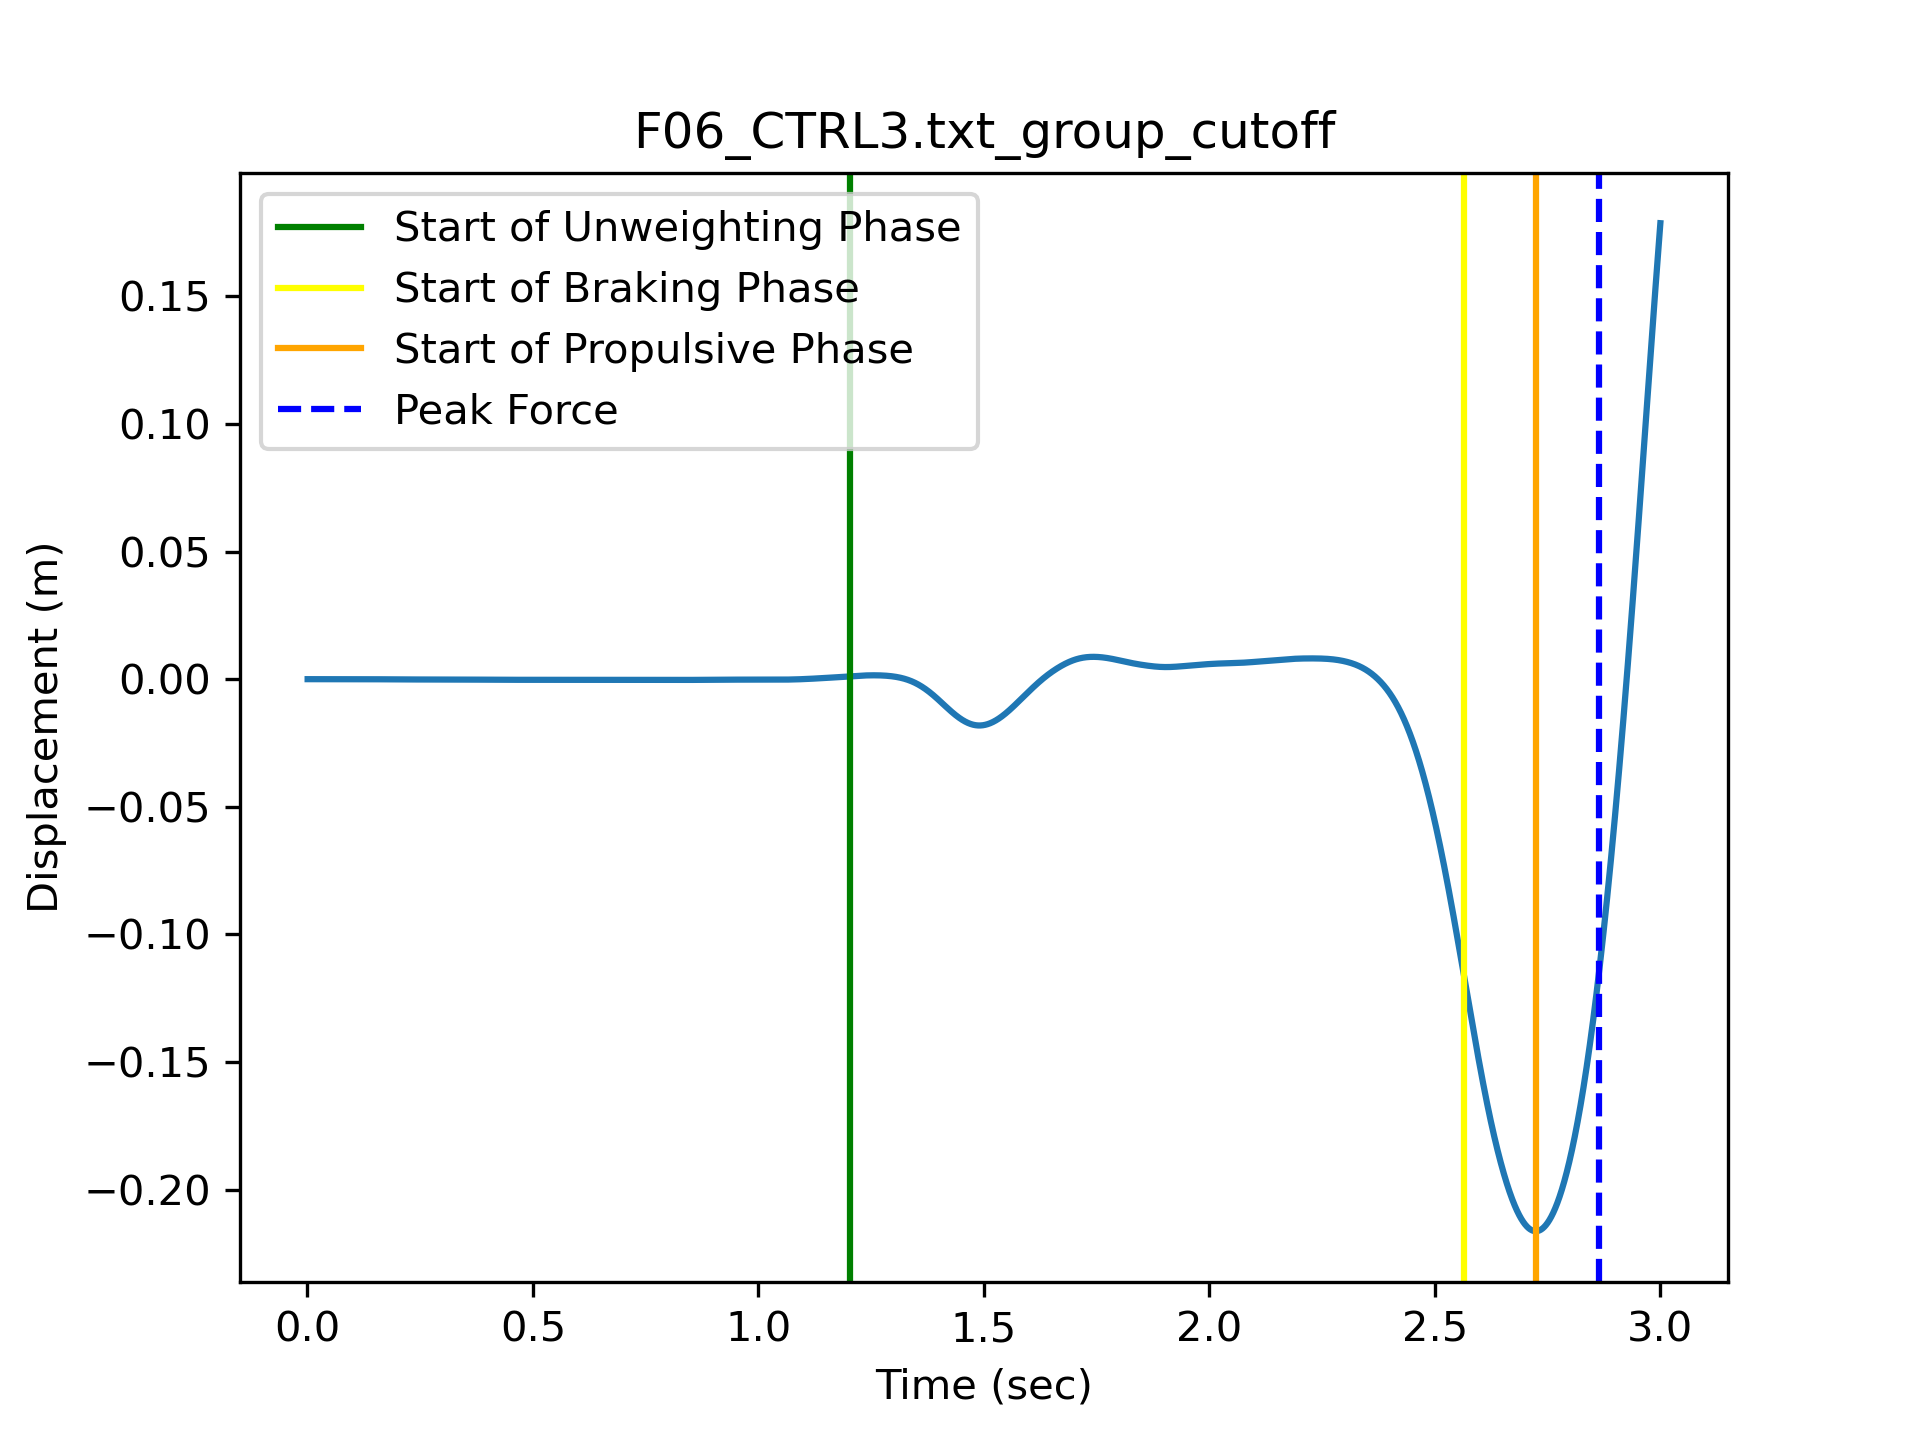 F06_CTRL3.txt_group_cutoff
Start of Unweighting Phase
Start of Braking Phase
Start of Propulsive Phase
Peak Force
Displacement (m)
0.15
0.10
0.05
0.00
−0.05
−0.10
−0.15
−0.20
0.0 0.5 1.0 1.5 2.0 2.5 3.0
Time (sec)